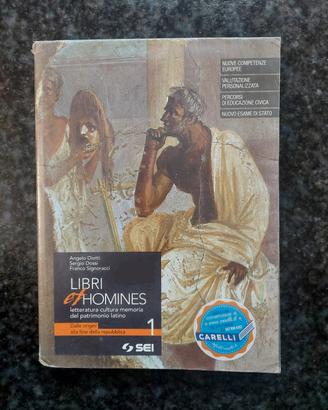 NUOVE COMPETENZE
EUROPEE
VALUTAZIONE
PERSONALIZZATA
PERCORSI
DI EDUCAZIONE CIVICA
NUOVO ESAME DI STATO
Angelo Diotti
Sergio Dossi
Franco Signoracci
LIBRI
et HOMINES
letteratura cultura memoria
del patrimonio latino
Dalle origini
alla fine della repubblica
1
SEI
CARELLI